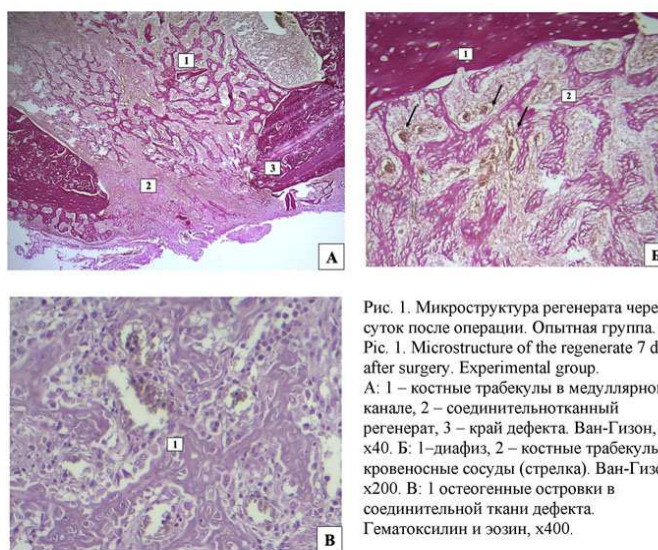 1
2
3
А
1
2
1
В
Рис. 1. Микроструктура регенерата
суток после операции. Опытная группа.
Pic. 1. Microstructure of the regenerate 7
after surgery. Experimental group.
А: 1 – костные трабекулы в
канале, 2 – соединительнотканный
регенерат, 3 – край дефекта. Ван-Гизон,
х40. Б: 1–диафиз, 2 – костные
кровеносные сосуды (стрелка).
х200. В: 1 остеогенные островки в
соединительной ткани дефекта.
Гематоксилин и эозин, х400.